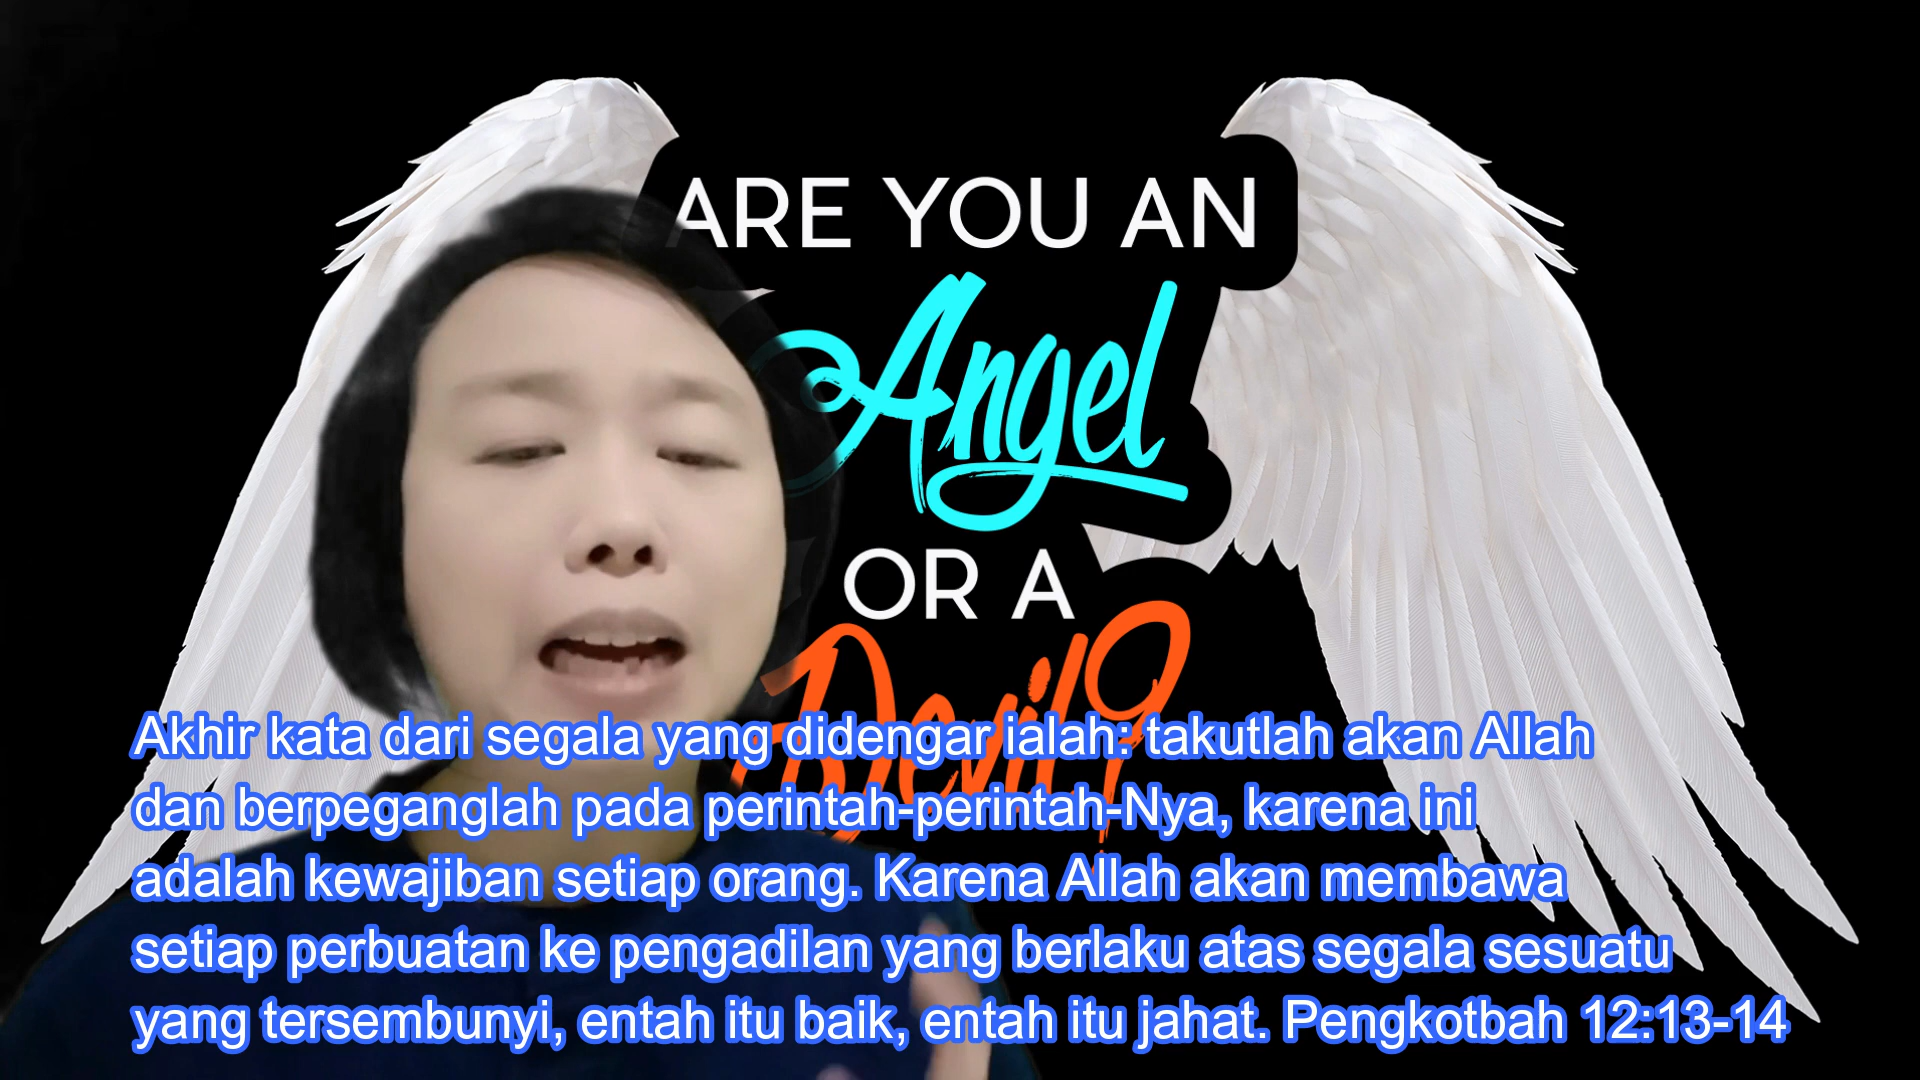 ARE YOU AN
Angel
OR A
Devil?
Akhir kata dari segala yang didengar ialah: takutlah akan Allah
dan berpeganglah pada perintah-perintah-Nya, karena ini
adalah kewajiban setiap orang. Karena Allah akan membawa
setiap perbuatan ke pengadilan yang berlaku atas segala sesuatu
yang tersembunyi, entah itu baik, entah itu jahat. Pengkotbah 12:13-14